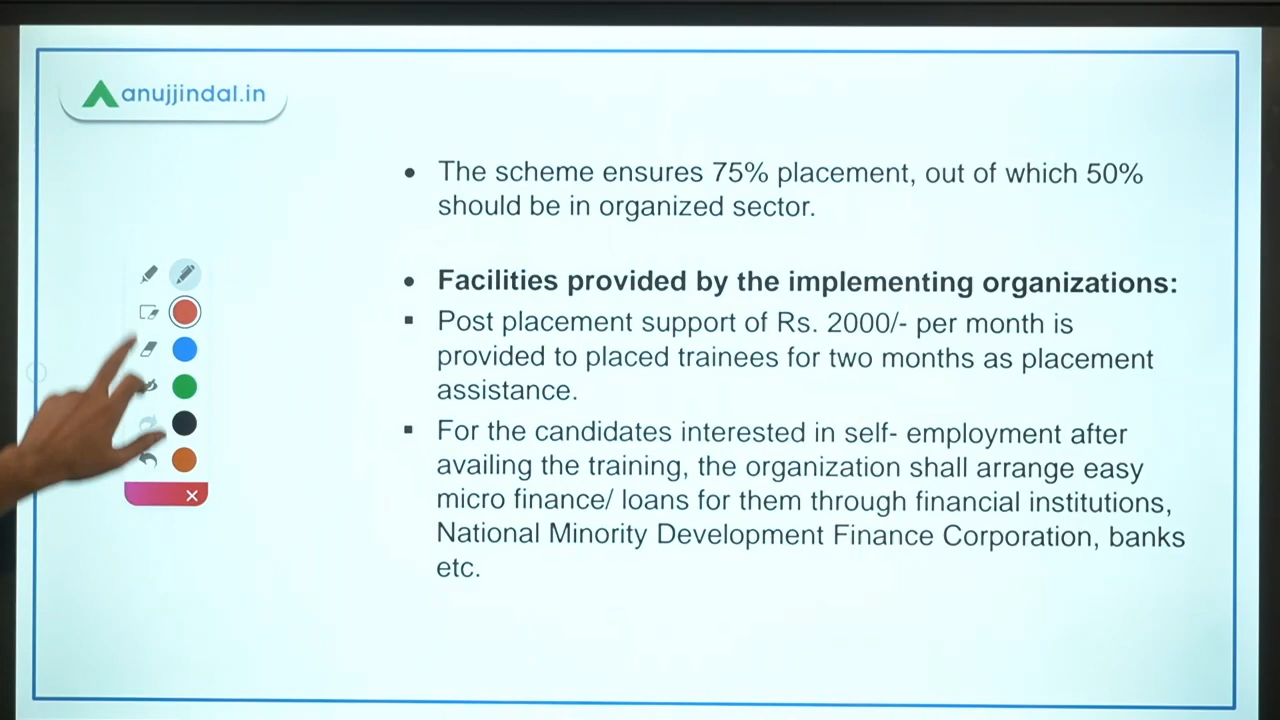 anujjindal.in
• The scheme ensures 75% placement, out of which 50%
should be in organized sector.
• Facilities provided by the implementing organizations:
▪ Post placement support of Rs. 2000/- per month is
provided to placed trainees for two months as placement
assistance.
▪ For the candidates interested in self- employment after
availing the training, the organization shall arrange easy
micro finance/ loans for them through financial institutions,
National Minority Development Finance Corporation, banks
etc.